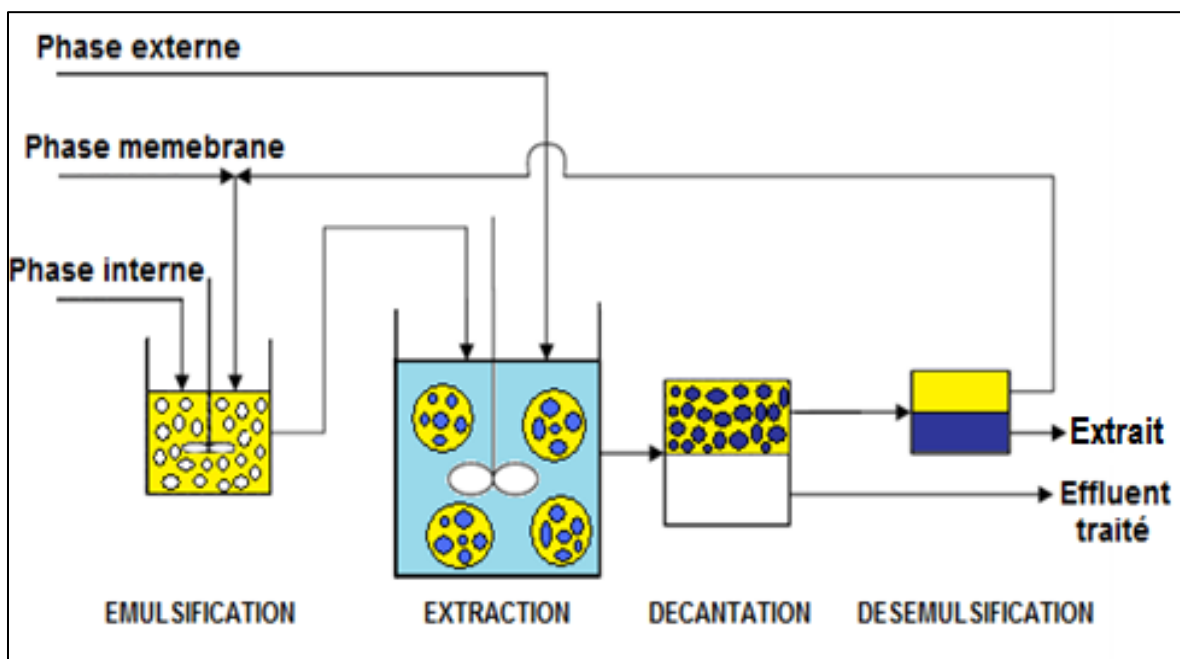 Phase externe
Phase memebrane
Phase interne
Extrait
Effluent
traité
EMULSIFICATION
EXTRACTION
DECANTATION
DESEMULSIFICATION